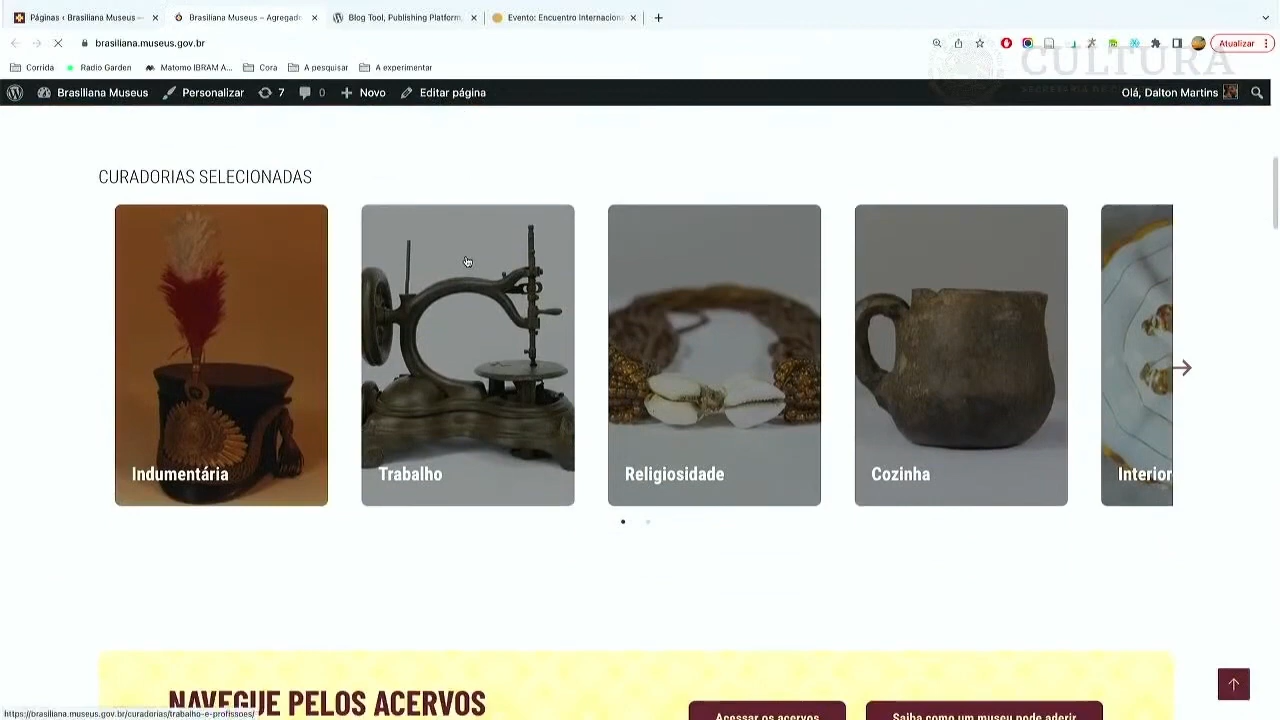 Páginas ‹ Brasiliana Museus —
Brasiliana Museus – Agregado
Blog Tool, Publishing Platform,
Evento: Encuentro Internaciona
brasiliana.museus.gov.br
Atualizar
Corrida
Radio Garden
Matomo IBRAM A...
Cora
A pesquisar
A experimentar
CULTURA
Brasiliana Museus
Personalizar
7
0
Novo
Editar página
Olá, Dalton Martins
CURADORIAS SELECIONADAS
Indumentária
Trabalho
Religiosidade
Cozinha
Interior
NAVEGUE PELOS ACERVOS
Acessar os acervos
Saiba como um museu pode aderir
https://brasiliana.museus.gov.br/curadorias/trabalho-e-profissoes/